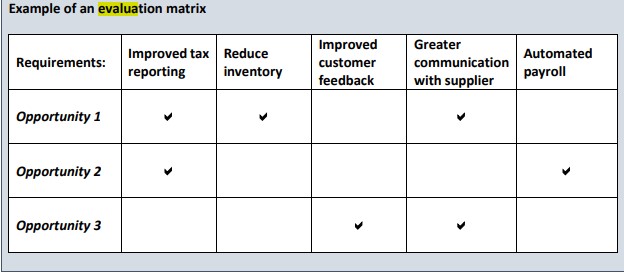 Example of an evaluation matrix
Requirements: Improved tax reporting Reduce inventory Improved customer feedback Greater communication with supplier Automated payroll
Opportunity 1 ✔ ✔ ✔
Opportunity 2 ✔ ✔
Opportunity 3 ✔ ✔